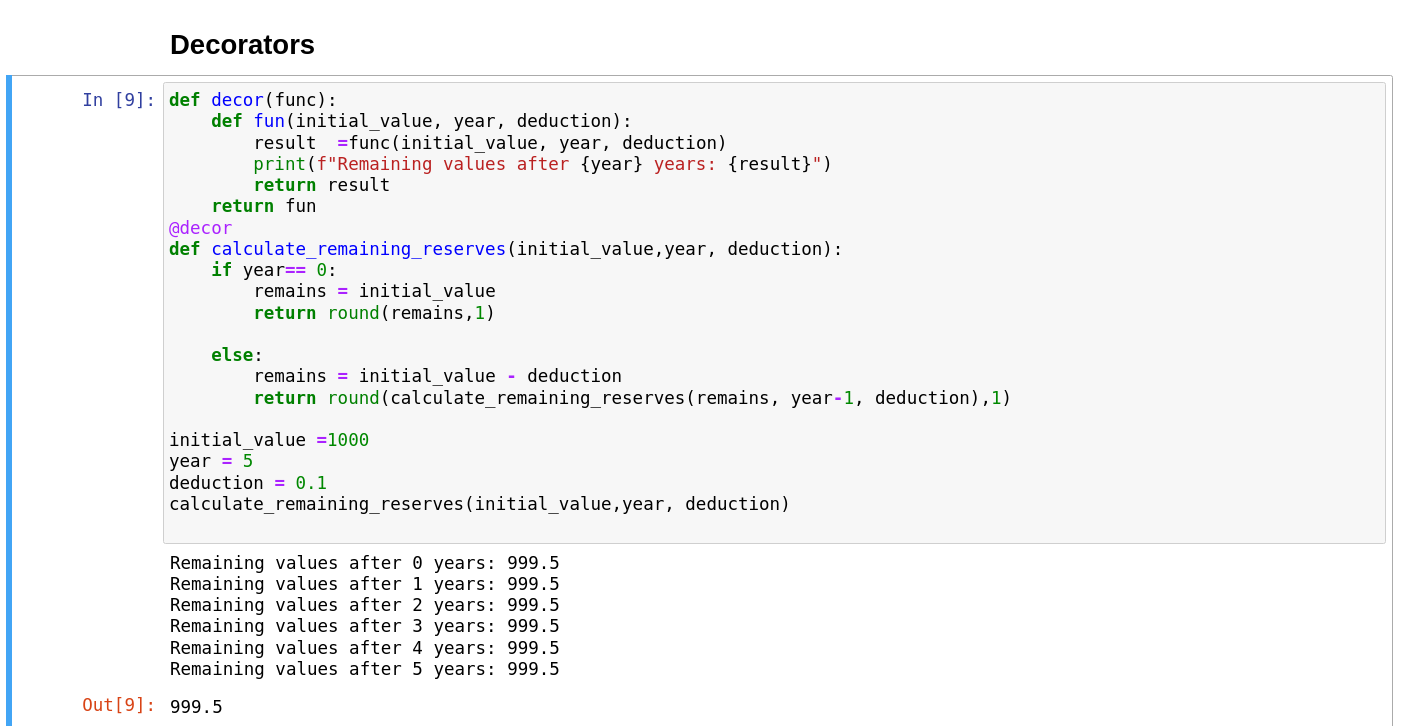 Decorators
In [9]:
def decor(func):
    def fun(initial_value, year, deduction):
        result  =func(initial_value, year, deduction)
        print(f"Remaining values after {year} years: {result}")
        return result
    return fun
@decor
def calculate_remaining_reserves(initial_value,year, deduction):
    if year== 0:
        remains = initial_value
        return round(remains,1)

    else:
        remains = initial_value - deduction
        return round(calculate_remaining_reserves(remains, year-1, deduction),1)

initial_value =1000
year = 5
deduction = 0.1
calculate_remaining_reserves(initial_value,year, deduction)
Remaining values after 0 years: 999.5
Remaining values after 1 years: 999.5
Remaining values after 2 years: 999.5
Remaining values after 3 years: 999.5
Remaining values after 4 years: 999.5
Remaining values after 5 years: 999.5
Out[9]:
999.5